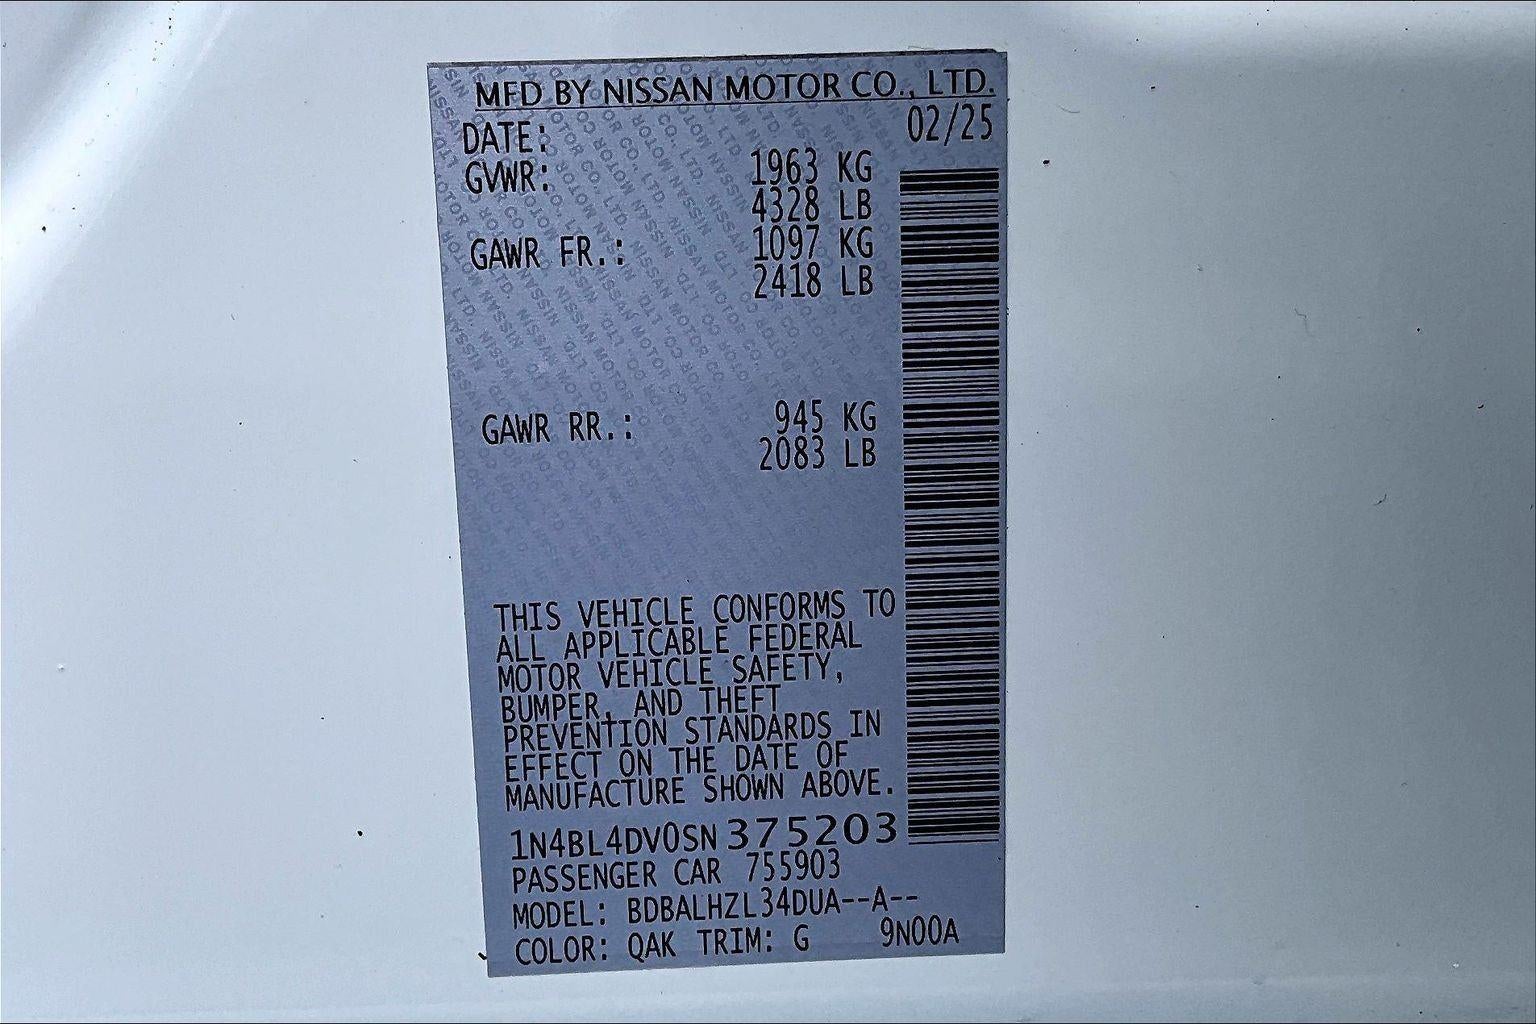 MFD BY NISSAN MOTOR CO., LTD.
DATE: 02/25
GVWR: 1963 KG
4328 LB
GAWR FR.: 1097 KG
2418 LB
GAWR RR.: 945 KG
2083 LB
THIS VEHICLE CONFORMS TO
ALL APPLICABLE FEDERAL
MOTOR VEHICLE SAFETY,
BUMPER, AND THEFT
PREVENTION STANDARDS IN
EFFECT ON THE DATE OF
MANUFACTURE SHOWN ABOVE.
1N4BL4DV0SN375203
PASSENGER CAR 755903
MODEL: BDBALHZL34DUA--A--
COLOR: QAK TRIM: G 9N00A